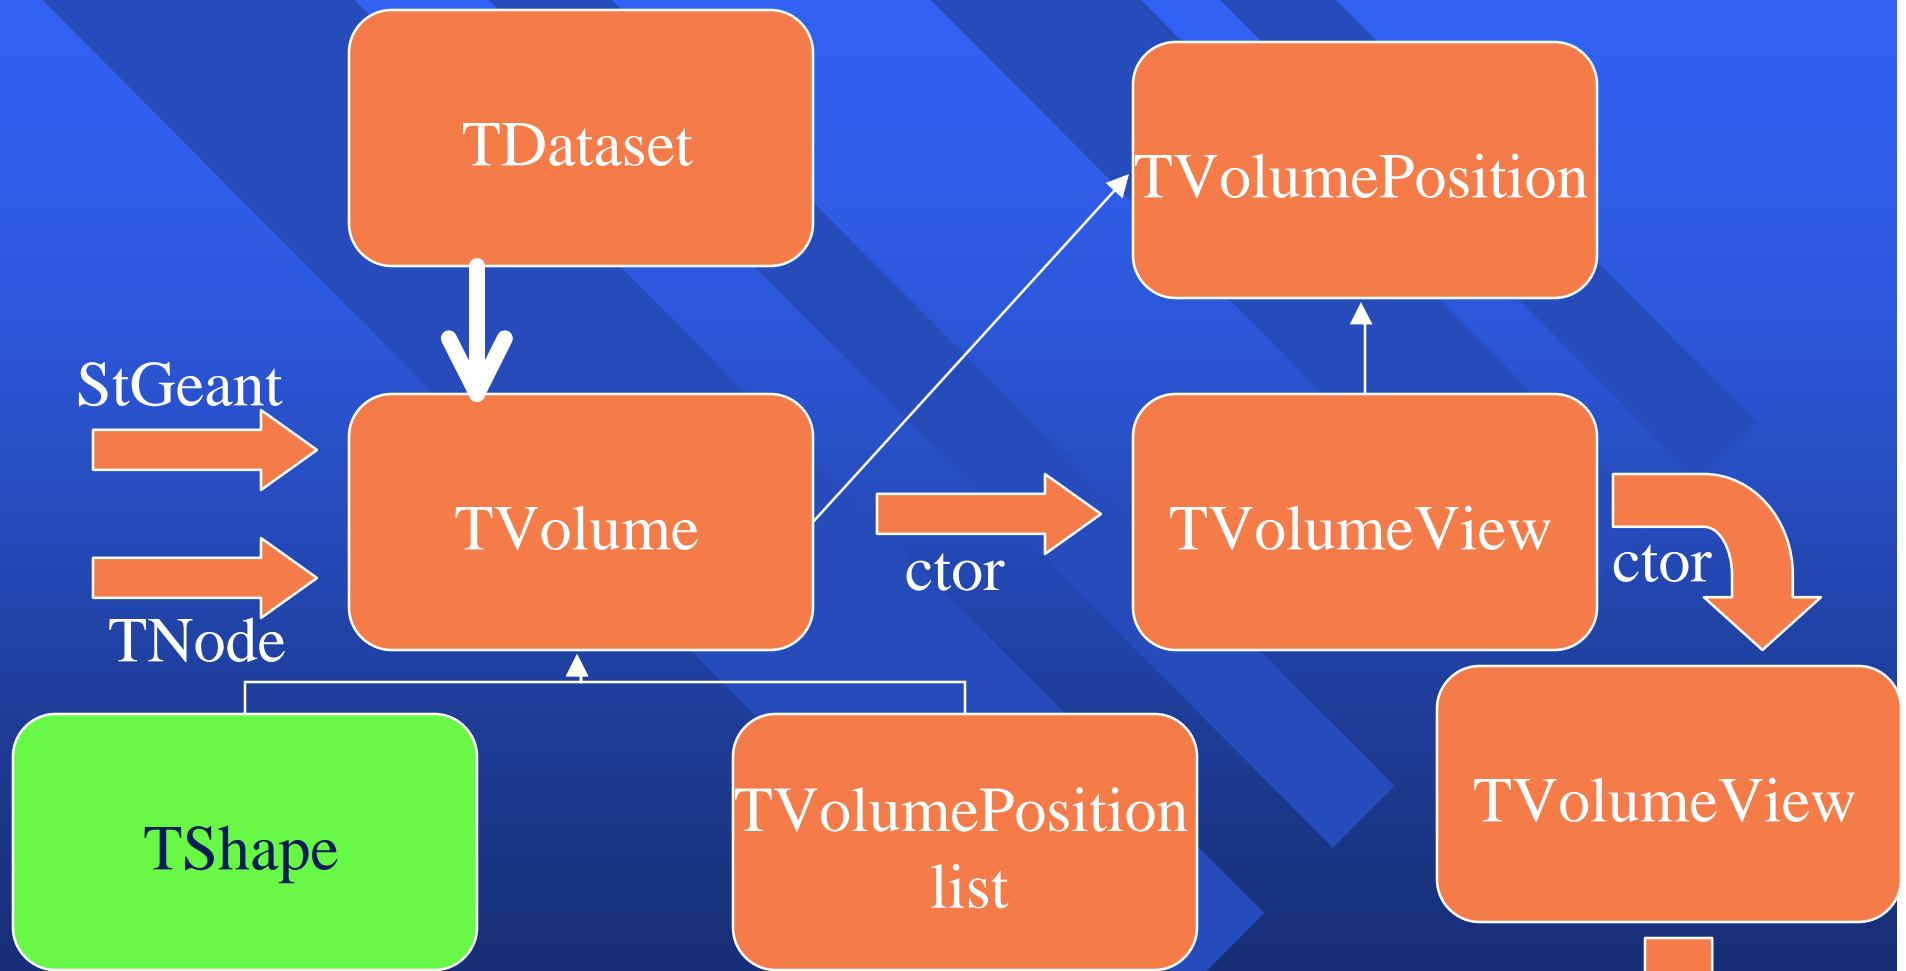 TDataset
TVolumePosition
StGeant
TVolume
TVolumeView
ctor
ctor
TNode
TShape
TVolumePosition
list
TVolumeView